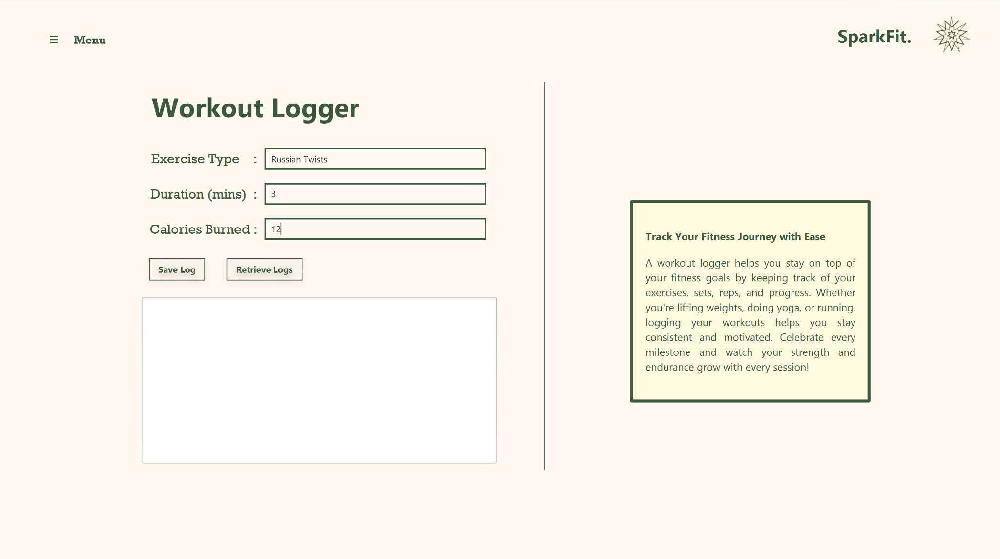 ☰ Menu
SparkFit.
Workout Logger
Exercise Type : Russian Twists
Duration (mins) : 3
Calories Burned : 12
Save Log
Retrieve Logs
Track Your Fitness Journey with Ease
A workout logger helps you stay on top of
your fitness goals by keeping track of your
exercises, sets, reps, and progress. Whether
you're lifting weights, doing yoga, or running,
logging your workouts helps you stay
consistent and motivated. Celebrate every
milestone and watch your strength and
endurance grow with every session!